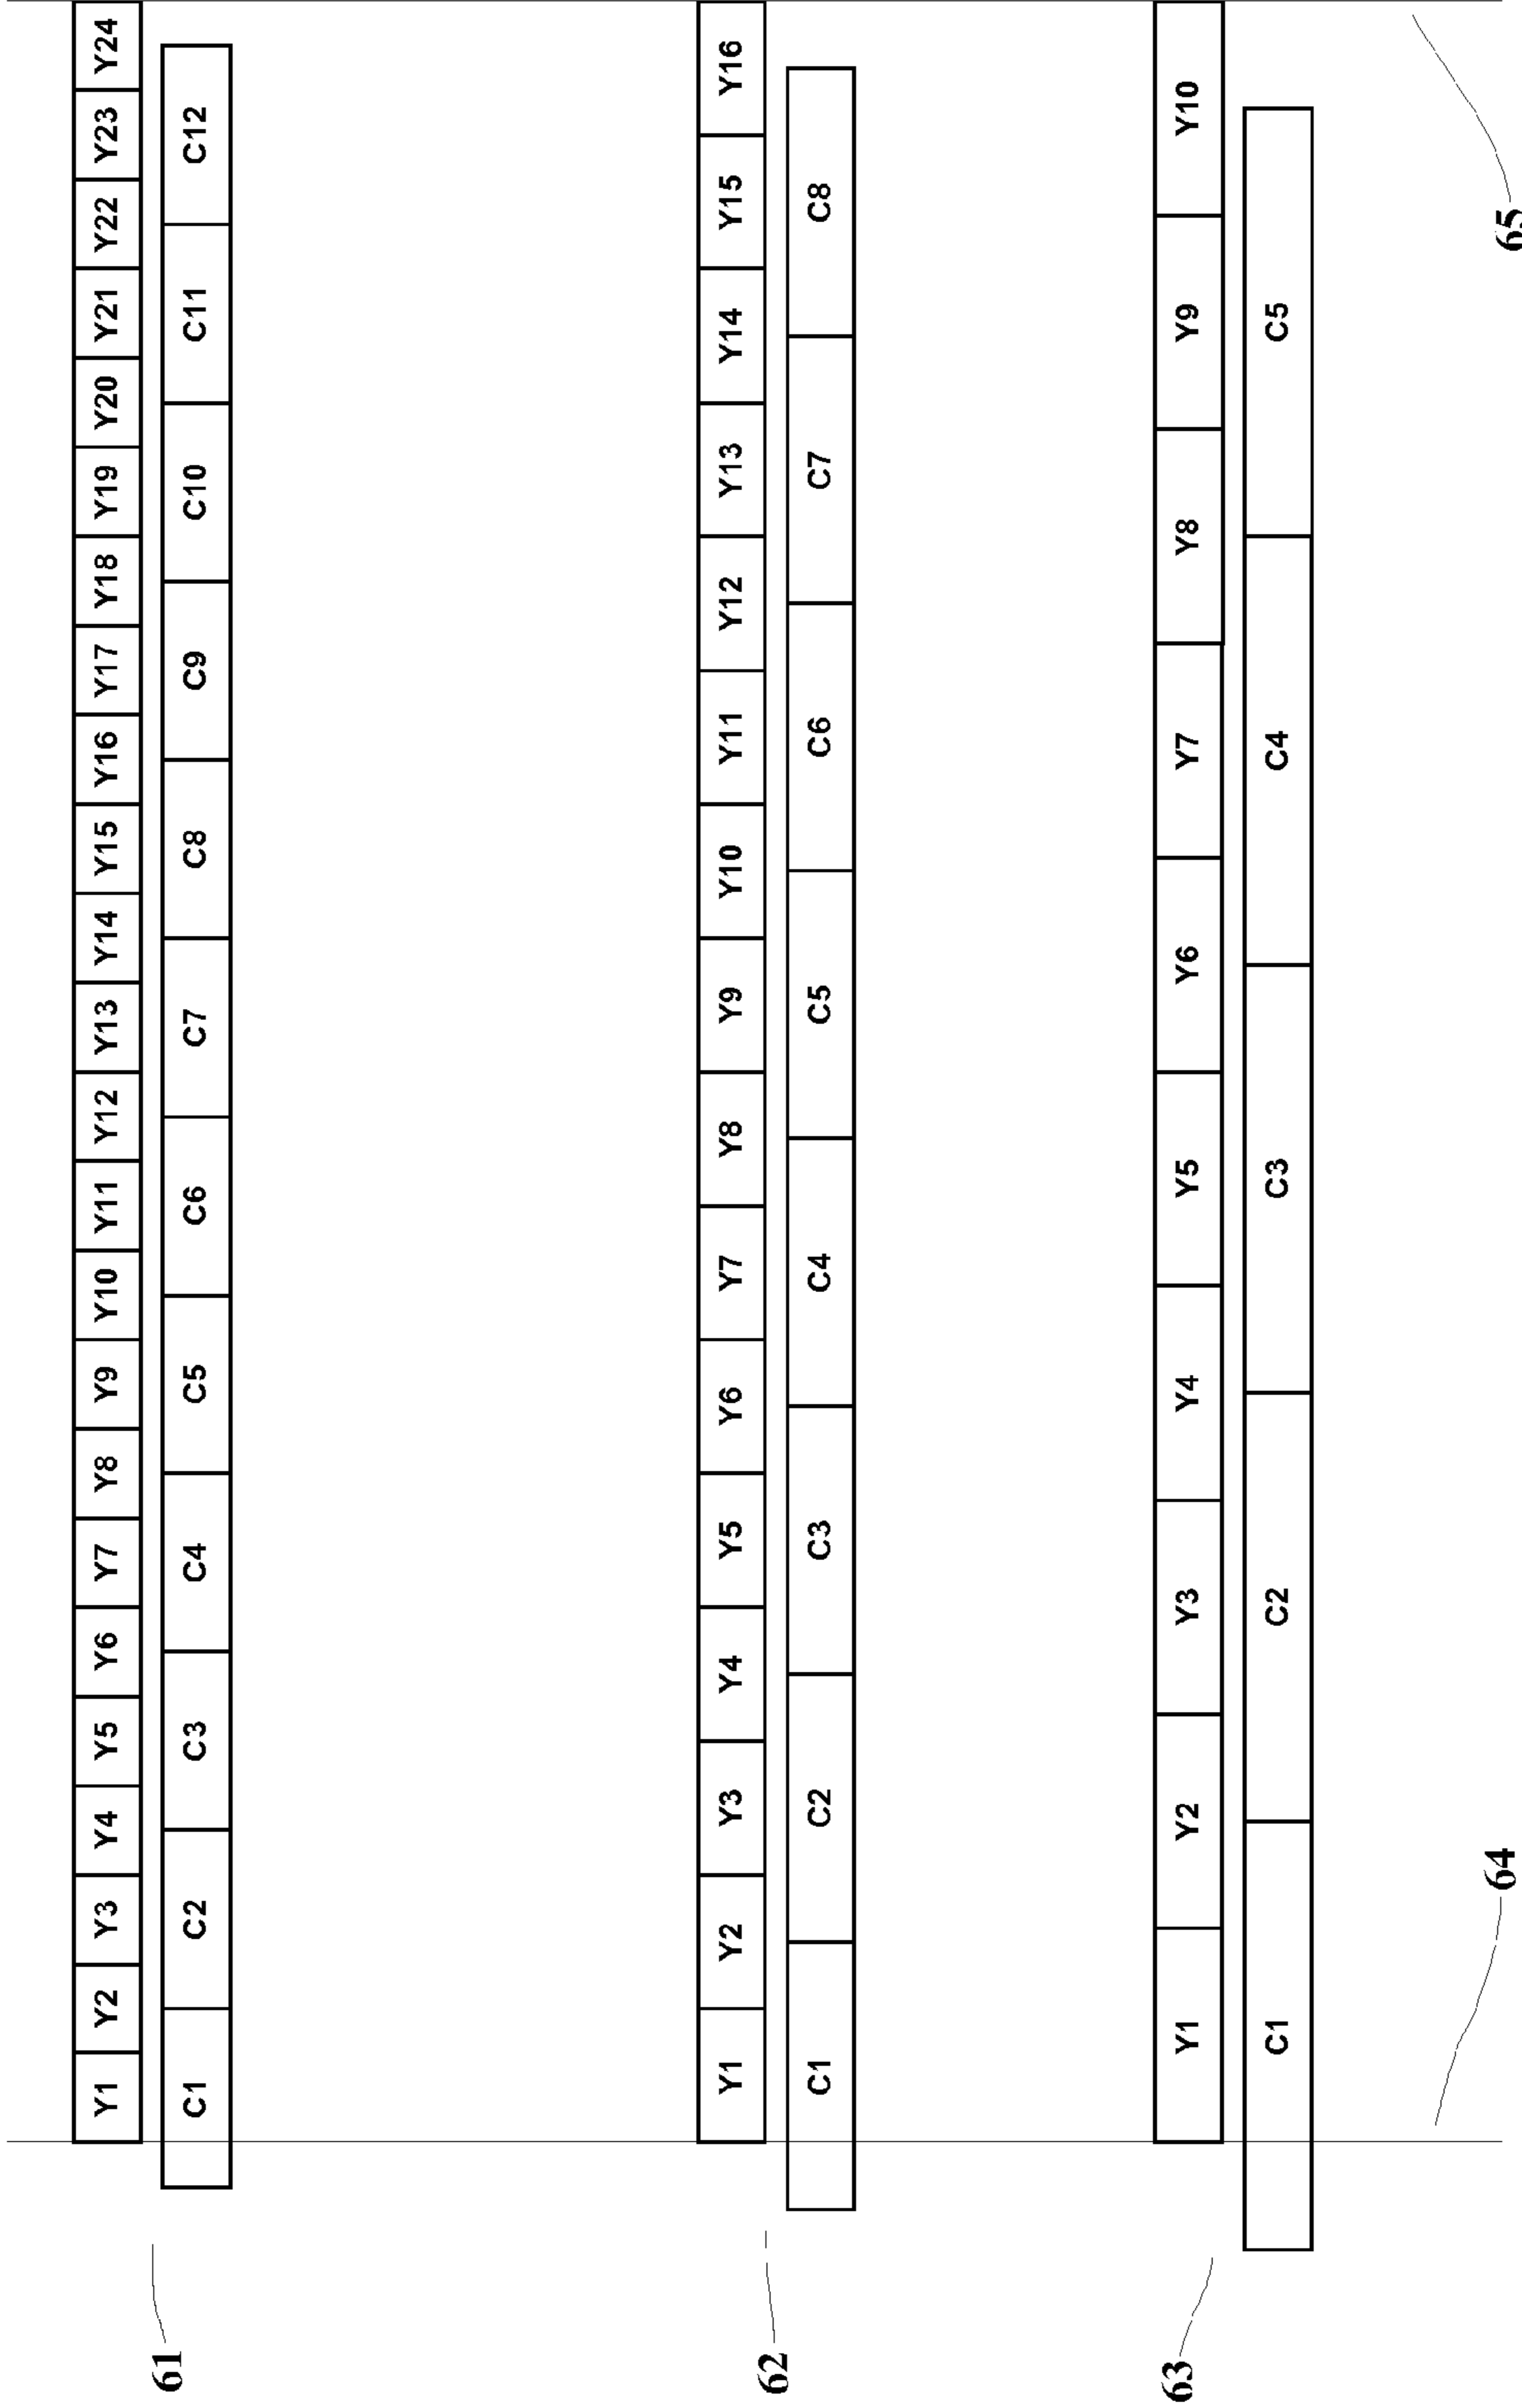 Y1 Y2 Y3 Y4 Y5 Y6 Y7 Y8 Y9 Y10 Y11 Y12 Y13 Y14 Y15 Y16 Y17 Y18 Y19 Y20 Y21 Y22 Y23 Y24
C1 C2 C3 C4 C5 C6 C7 C8 C9 C10 C11 C12
61
Y1 Y2 Y3 Y4 Y5 Y6 Y7 Y8 Y9 Y10 Y11 Y12 Y13 Y14 Y15 Y16
C1 C2 C3 C4 C5 C6 C7 C8
62
Y1 Y2 Y3 Y4 Y5 Y6 Y7 Y8 Y9 Y10
C1 C2 C3 C4 C5
63
64 65